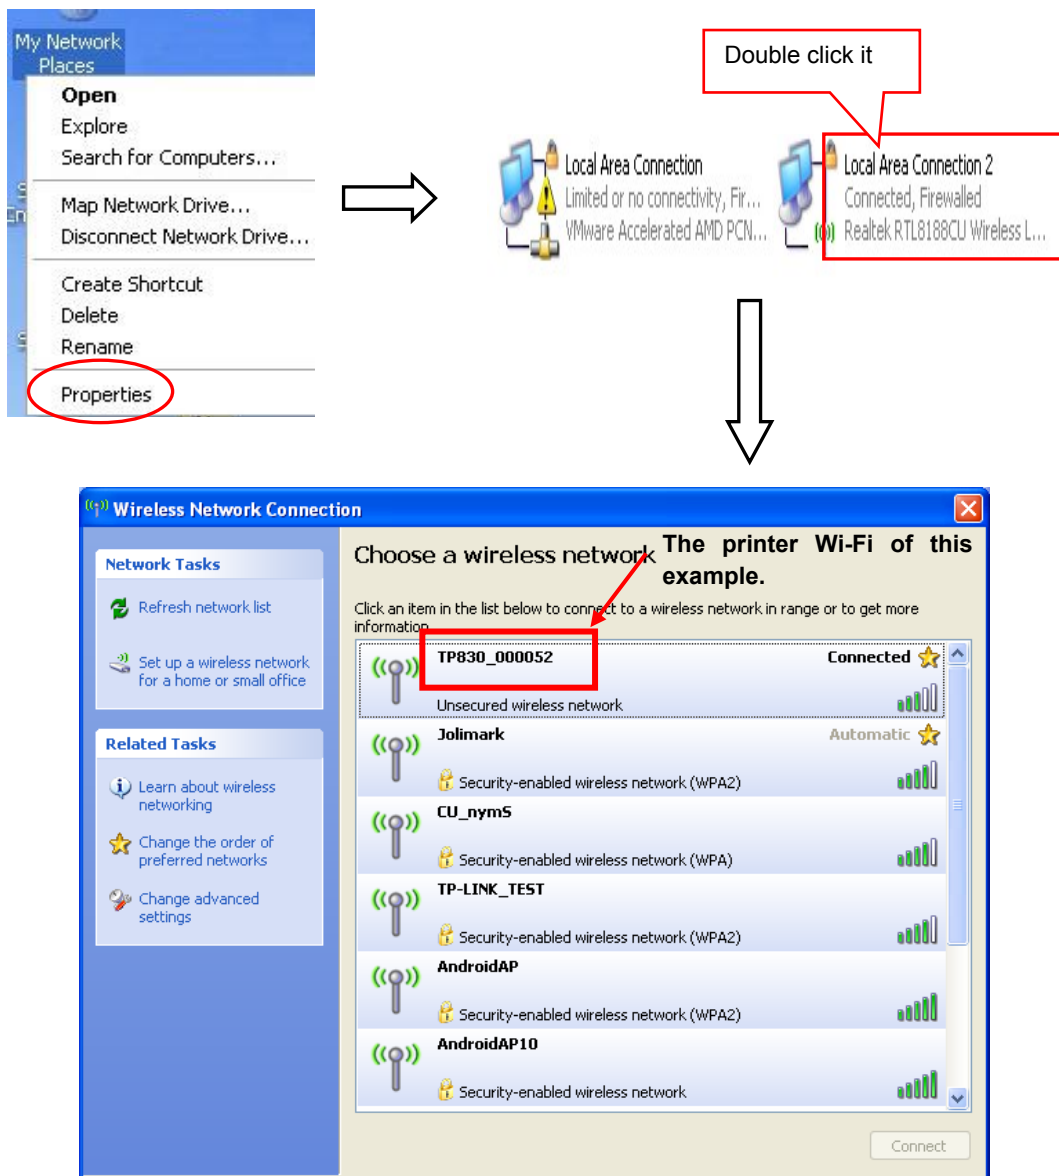 My Network
Places
Open
Explore
Search for Computers...
Map Network Drive...
Disconnect Network Drive...
Create Shortcut
Delete
Rename
Properties
Double click it
Local Area Connection
Limited or no connectivity, Fir...
VMware Accelerated AMD PCN...
Local Area Connection 2
Connected, Firewalled
Realtek RTL8188CU Wireless L...
Wireless Network Connection
Network Tasks
Refresh network list
Set up a wireless network
for a home or small office
Related Tasks
Learn about wireless
networking
Change the order of
preferred networks
Change advanced
settings
Choose a wireless network
The printer Wi-Fi of this
example.
Click an item in the list below to connect to a wireless network in range or to get more
information.
TP830_000052
Connected
Unsecured wireless network
Jolimark
Automatic
Security-enabled wireless network (WPA2)
CU_nymS
Security-enabled wireless network (WPA)
TP-LINK_TEST
Security-enabled wireless network (WPA2)
AndroidAP
Security-enabled wireless network (WPA2)
AndroidAP10
Security-enabled wireless network
Connect